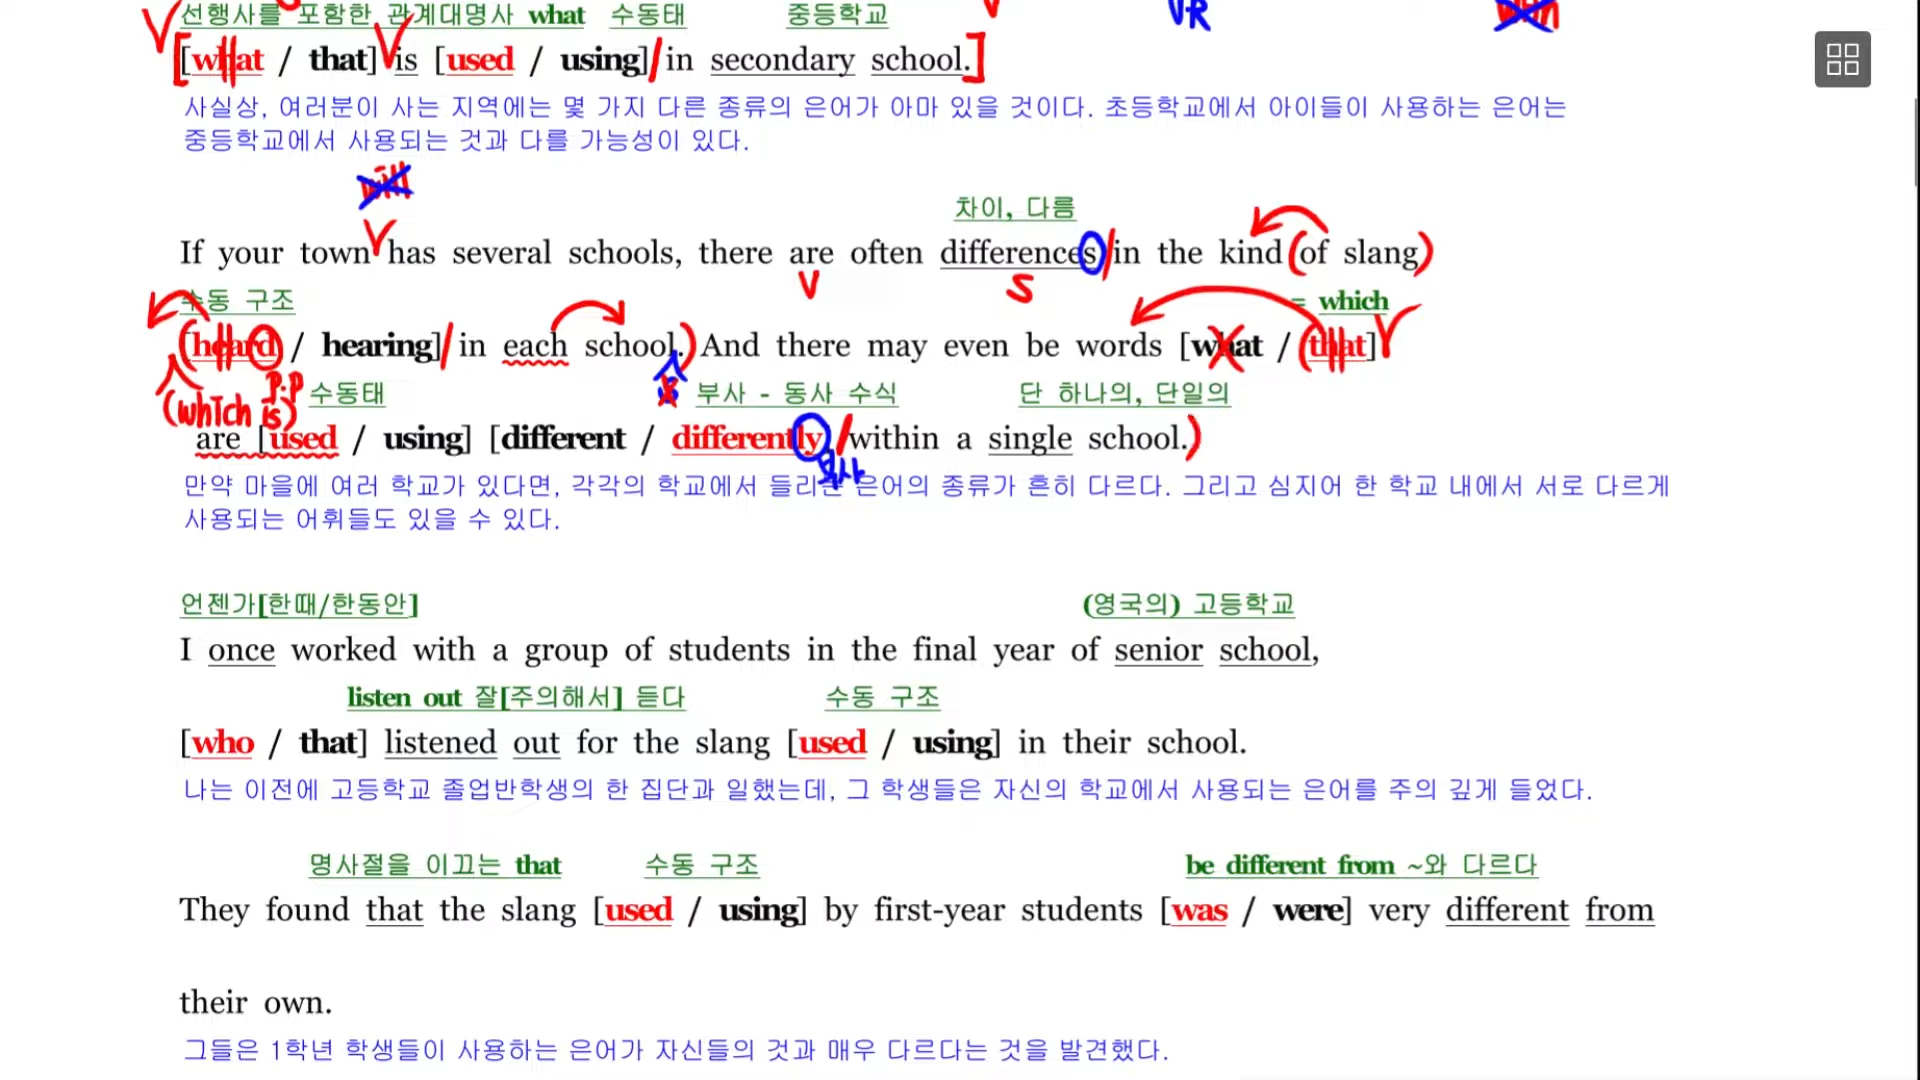 선행사를 포함한 관계대명사 what 수동태 중등학교 VR
[what / that] is [used / using] in secondary school.
사실상, 여러분이 사는 지역에는 몇 가지 다른 종류의 은어가 아마 있을 것이다. 초등학교에서 아이들이 사용하는 은어는
중등학교에서 사용되는 것과 다를 가능성이 있다.
will
차이, 다름
If your town has several schools, there are often differences in the kind (of slang)
V S
수동 구조 = which
[heard / hearing] in each school. And there may even be words [what / that]
(which is) p.p 수동태 부사 - 동사 수식 단 하나의, 단일의
are [used / using] [different / differently within a single school.)
만약 마을에 여러 학교가 있다면, 각각의 학교에서 들리는 은어의 종류가 흔히 다르다. 그리고 심지어 한 학교 내에서 서로 다르게
사용되는 어휘들도 있을 수 있다.
언젠가[한때/한동안] (영국의) 고등학교
I once worked with a group of students in the final year of senior school,
listen out 잘[주의해서] 듣다 수동 구조
[who / that] listened out for the slang [used / using] in their school.
나는 이전에 고등학교 졸업반학생의 한 집단과 일했는데, 그 학생들은 자신의 학교에서 사용되는 은어를 주의 깊게 들었다.
명사절을 이끄는 that 수동 구조 be different from ~와 다르다
They found that the slang [used / using] by first-year students [was / were] very different from
their own.
그들은 1학년 학생들이 사용하는 은어가 자신들의 것과 매우 다르다는 것을 발견했다.